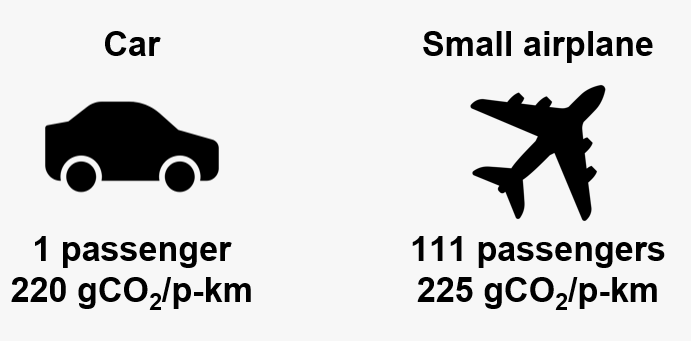 Car
Small airplane
1 passenger
220 gCO₂/p-km
111 passengers
225 gCO₂/p-km